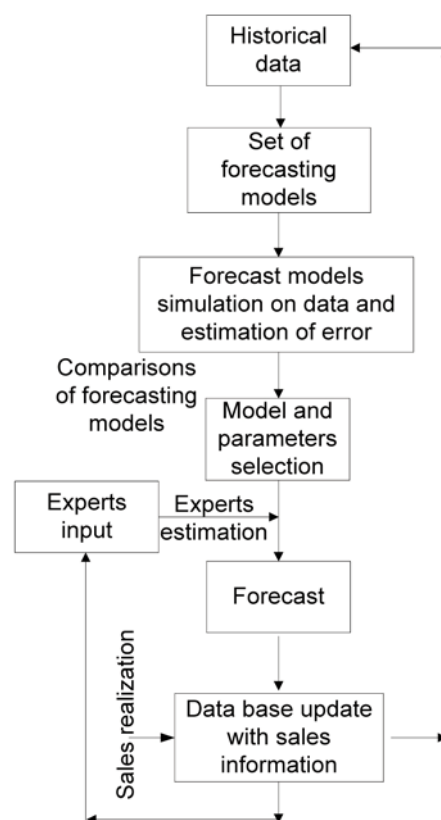 Historical
data
Set of
forecasting
models
Forecast models
simulation on data and
estimation of error
Comparisons
of forecasting
models
Model and
parameters
selection
Experts
input
Experts
estimation
Forecast
Sales realization
Data base update
with sales
information